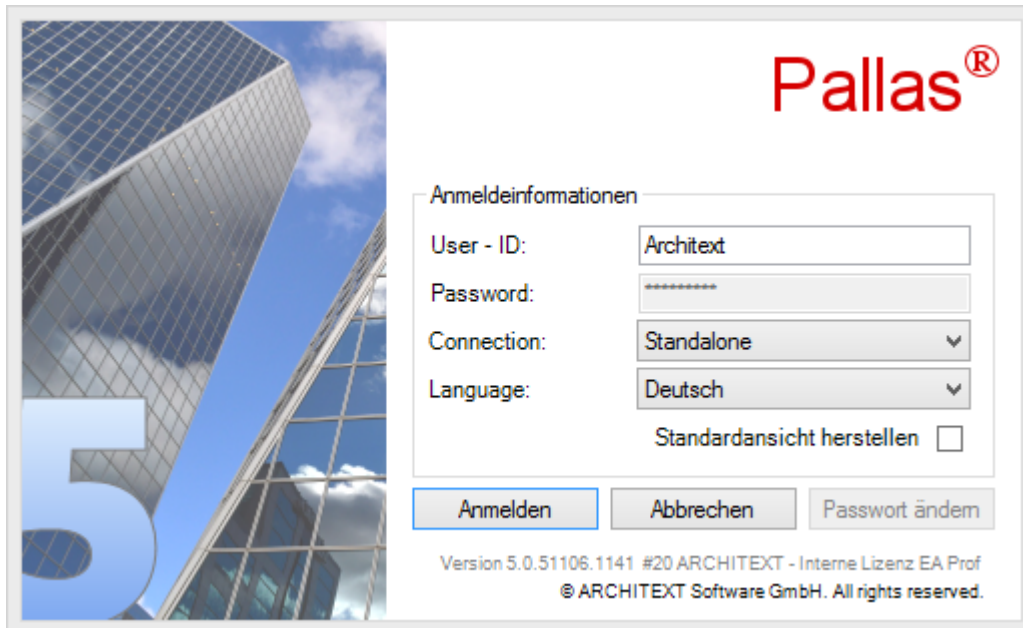 Pallas®
Anmeldeinformationen
User - ID: Architext
Password: *********
Connection: Standalone
Language: Deutsch
Standardansicht herstellen
Anmelden Abbrechen Passwort ändern
5
Version 5.0.51106.1141 #20 ARCHITEXT - Interne Lizenz EA Prof
© ARCHITEXT Software GmbH. All rights reserved.